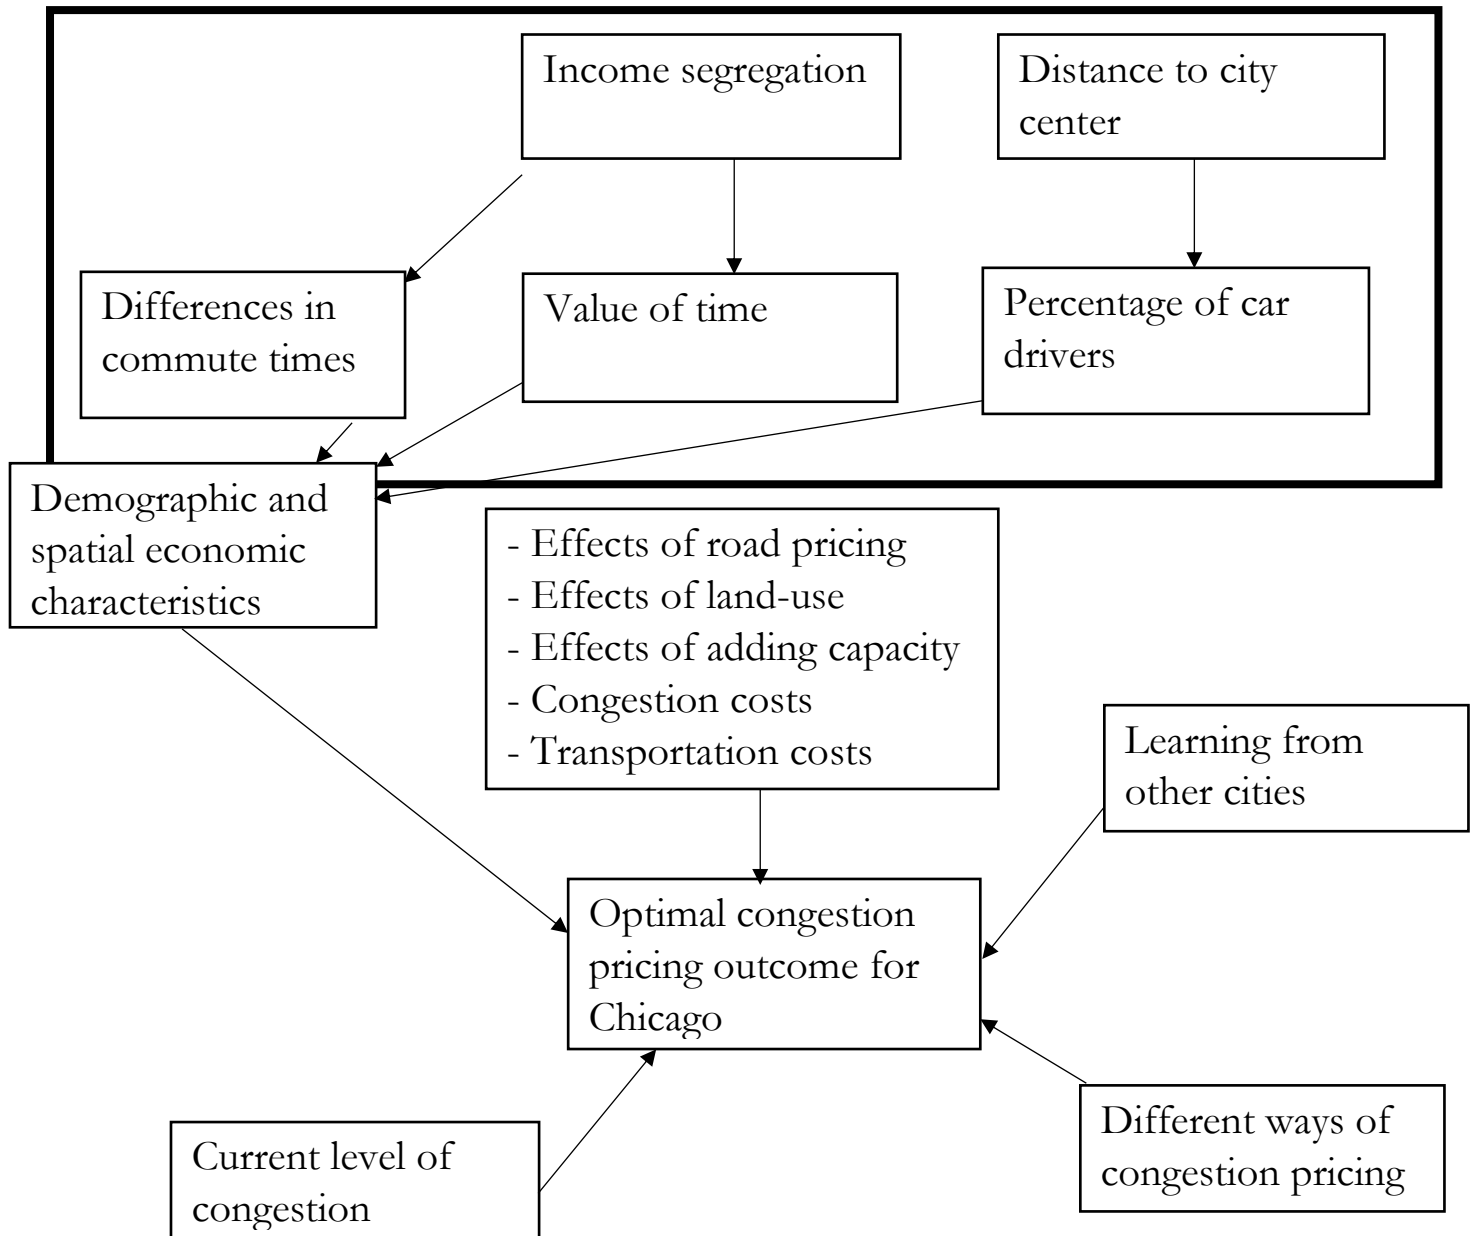 Income segregation
Distance to city
center
Differences in
commute times
Value of time
Percentage of car
drivers
Demographic and
spatial economic
characteristics
- Effects of road pricing
- Effects of land-use
- Effects of adding capacity
- Congestion costs
- Transportation costs
Learning from
other cities
Optimal congestion
pricing outcome for
Chicago
Different ways of
congestion pricing
Current level of
congestion